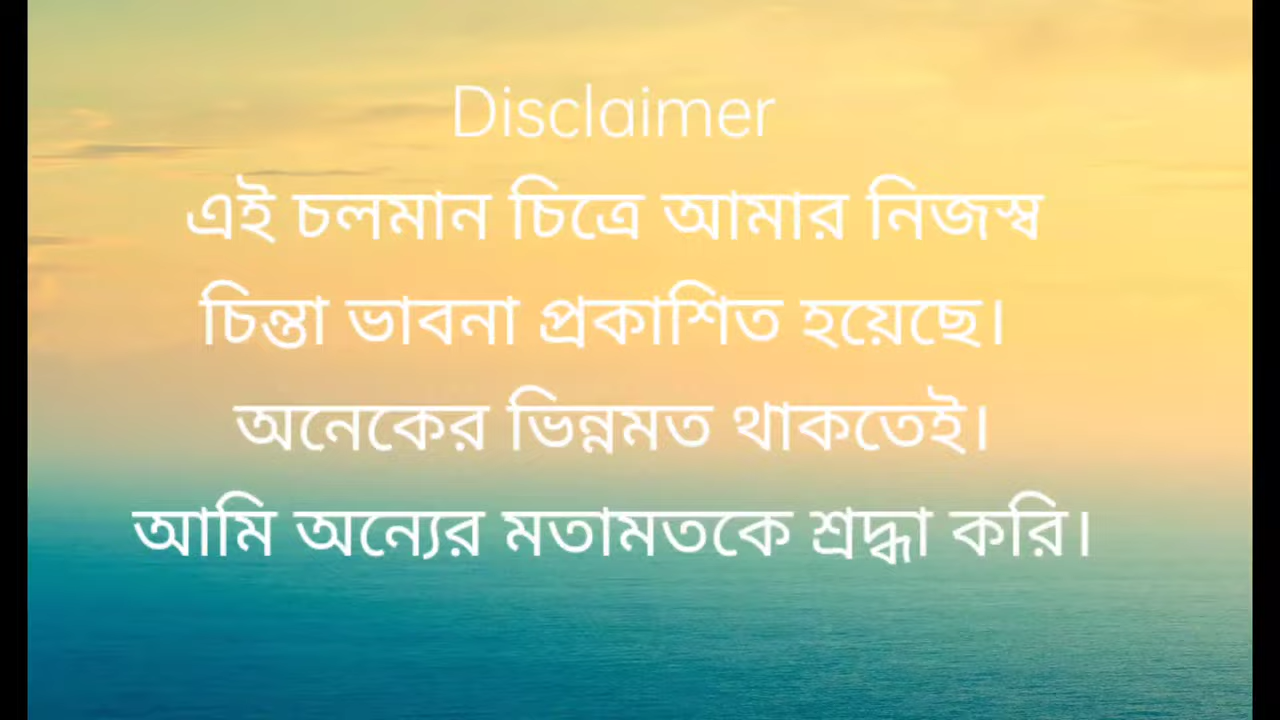 Disclaimer
এই চলমান চিত্রে আমার নিজস্ব
চিন্তা ভাবনা প্রকাশিত হয়েছে।
অনেকের ভিন্নমত থাকতেই।
আমি অন্যের মতামতকে শ্রদ্ধা করি।